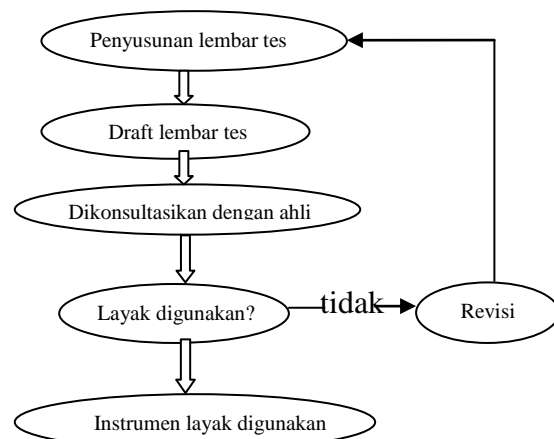 Penyusunan lembar tes
Draft lembar tes
Dikonsultasikan dengan ahli
Layak digunakan?
tidak
Revisi
Instrumen layak digunakan